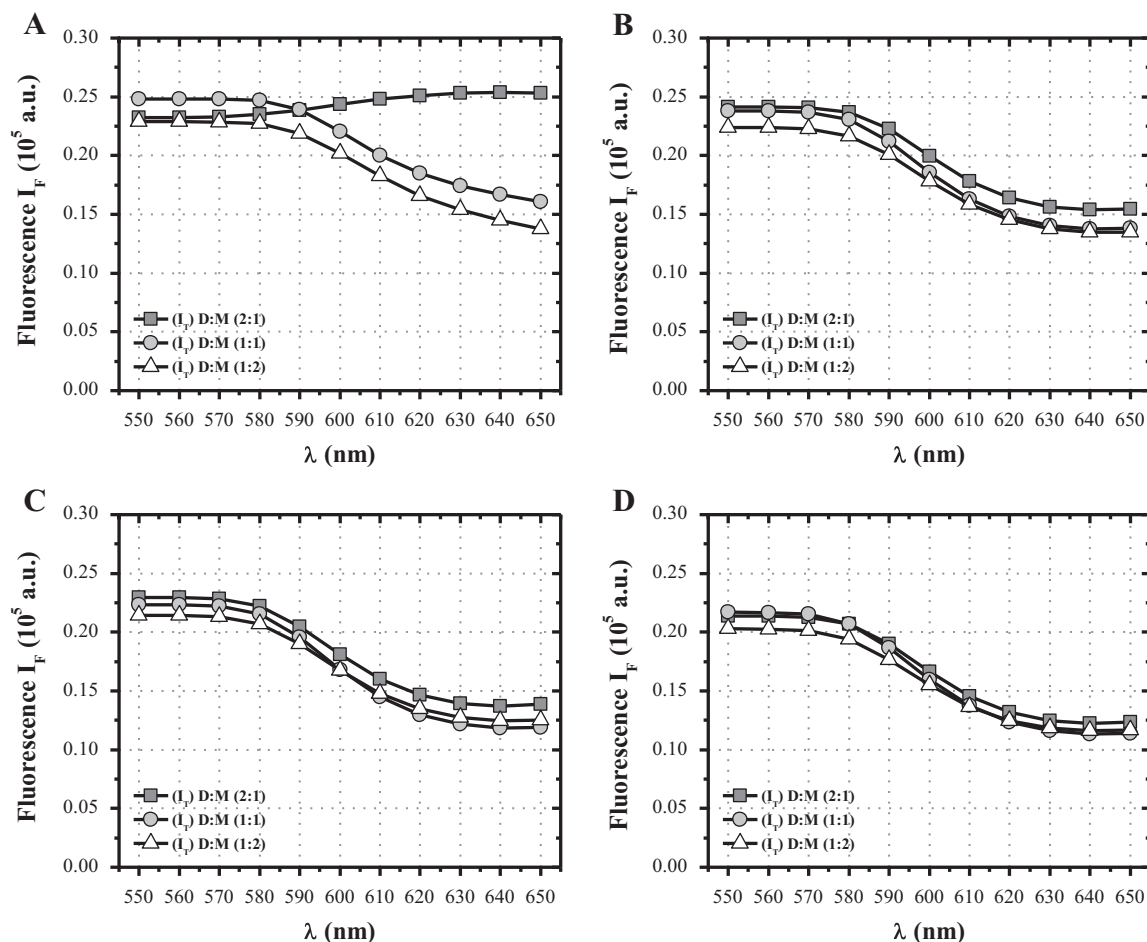 A
Fluorescence I_F (10^5 a.u.)
0.30
0.25
0.20
0.15
0.10
0.05
0.00
(I_T) D:M (2:1)
(I_T) D:M (1:1)
(I_T) D:M (1:2)
550 560 570 580 590 600 610 620 630 640 650
λ (nm)
B
Fluorescence I_F (10^5 a.u.)
0.30
0.25
0.20
0.15
0.10
0.05
0.00
(I_T) D:M (2:1)
(I_T) D:M (1:1)
(I_T) D:M (1:2)
550 560 570 580 590 600 610 620 630 640 650
λ (nm)
C
Fluorescence I_F (10^5 a.u.)
0.30
0.25
0.20
0.15
0.10
0.05
0.00
(I_T) D:M (2:1)
(I_T) D:M (1:1)
(I_T) D:M (1:2)
550 560 570 580 590 600 610 620 630 640 650
λ (nm)
D
Fluorescence I_F (10^5 a.u.)
0.30
0.25
0.20
0.15
0.10
0.05
0.00
(I_T) D:M (2:1)
(I_T) D:M (1:1)
(I_T) D:M (1:2)
550 560 570 580 590 600 610 620 630 640 650
λ (nm)